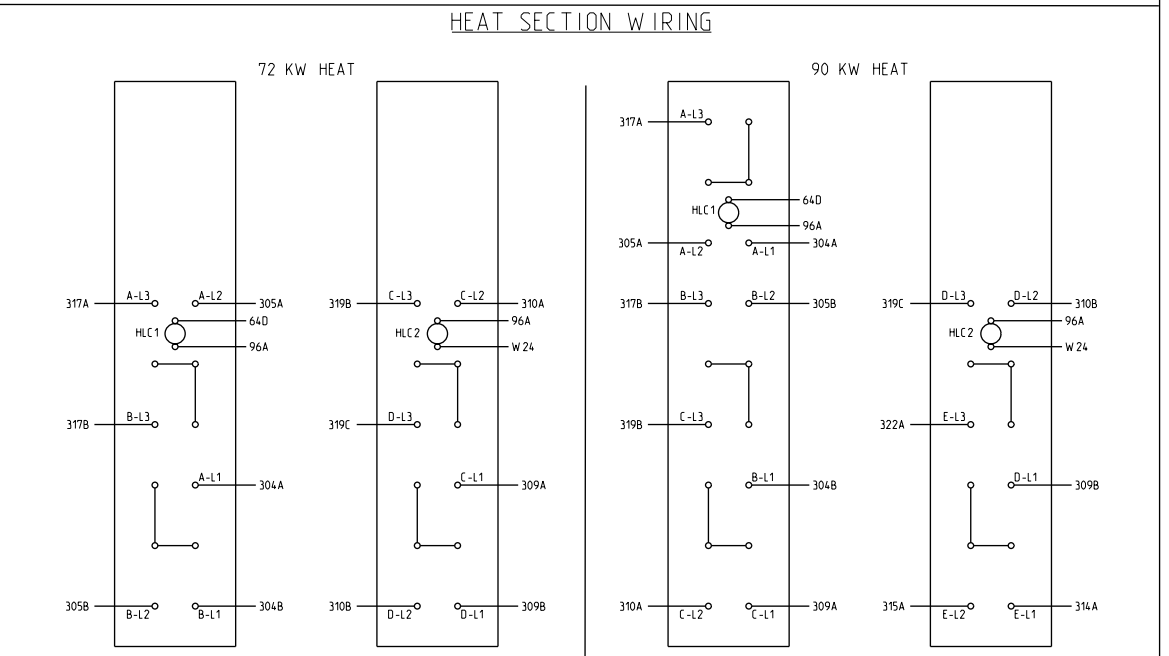 HEAT SECTION WIRING
72 KW HEAT
317A A-L3 A-L2 305A
HLC1 64D
96A
317B B-L3
A-L1 304A
305B B-L2 B-L1 304B
319B C-L3 C-L2 310A
HLC2 96A
W24
319C D-L3
C-L1 309A
310B D-L2 D-L1 309B
90 KW HEAT
317A A-L3
HLC1 64D
96A
305A A-L2 A-L1 304A
317B B-L3 B-L2 305B
319B C-L3
B-L1 304B
310A C-L2 C-L1 309A
319C D-L3 D-L2 310B
HLC2 96A
W24
322A E-L3
D-L1 309B
315A E-L2 E-L1 314A